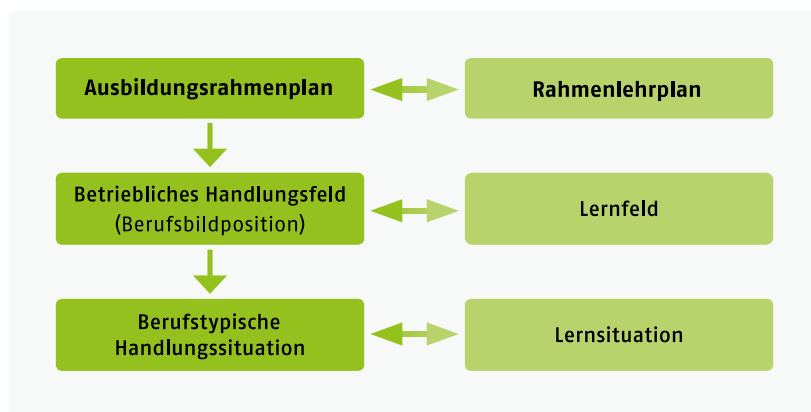 Ausbildungsrahmenplan
Rahmenlehrplan
Betriebliches Handlungsfeld
(Berufsbildposition)
Lernfeld
Berufstypische
Handlungssituation
Lernsituation